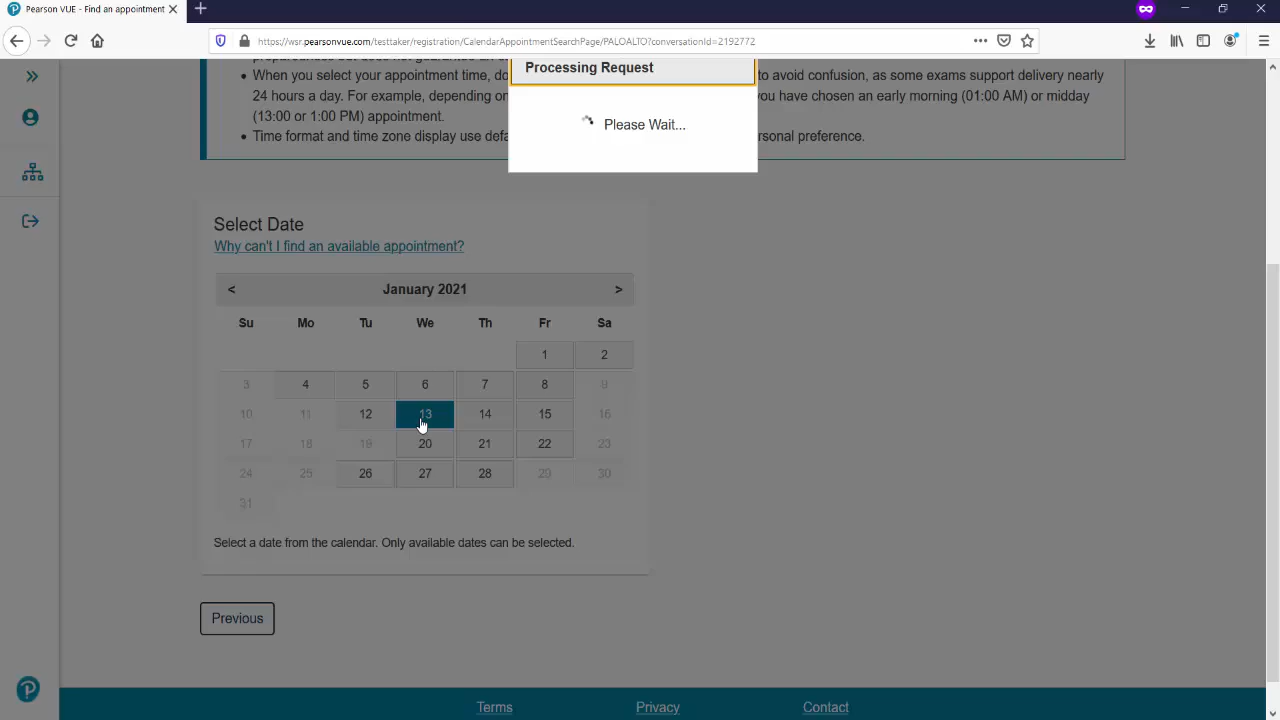 Pearson VUE - Find an appointment
https://wsr.pearsonvue.com/testtaker/registration/CalendarAppointmentSearchPage/PALOALTO?conversationId=2192772
Processing Request
Please Wait...
When you select your appointment time, do
to avoid confusion, as some exams support delivery nearly
24 hours a day. For example, depending on
you have chosen an early morning (01:00 AM) or midday
(13:00 or 1:00 PM) appointment.
Time format and time zone display use defa
rsonal preference.
Select Date
Why can't I find an available appointment?
< January 2021 >
Su Mo Tu We Th Fr Sa
1 2
3 4 5 6 7 8 9
10 11 12 13 14 15 16
17 18 19 20 21 22 23
24 25 26 27 28 29 30
31
Select a date from the calendar. Only available dates can be selected.
Previous
Terms Privacy Contact